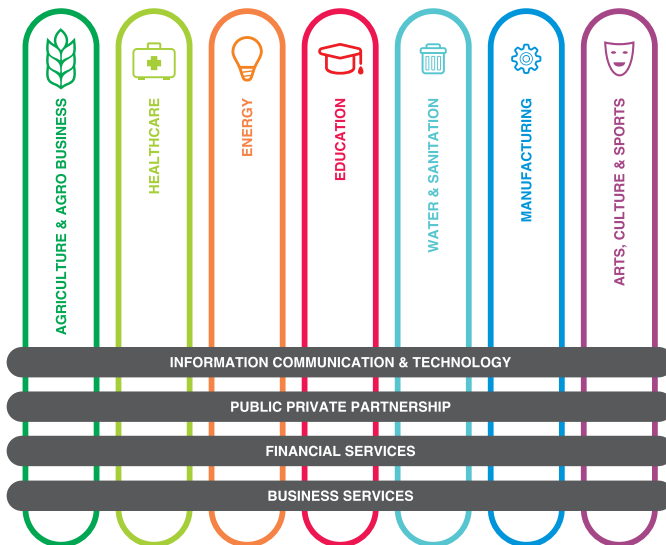 AGRICULTURE & AGRO BUSINESS
HEALTHCARE
ENERGY
EDUCATION
WATER & SANITATION
MANUFACTURING
ARTS, CULTURE & SPORTS
INFORMATION COMMUNICATION & TECHNOLOGY
PUBLIC PRIVATE PARTNERSHIP
FINANCIAL SERVICES
BUSINESS SERVICES